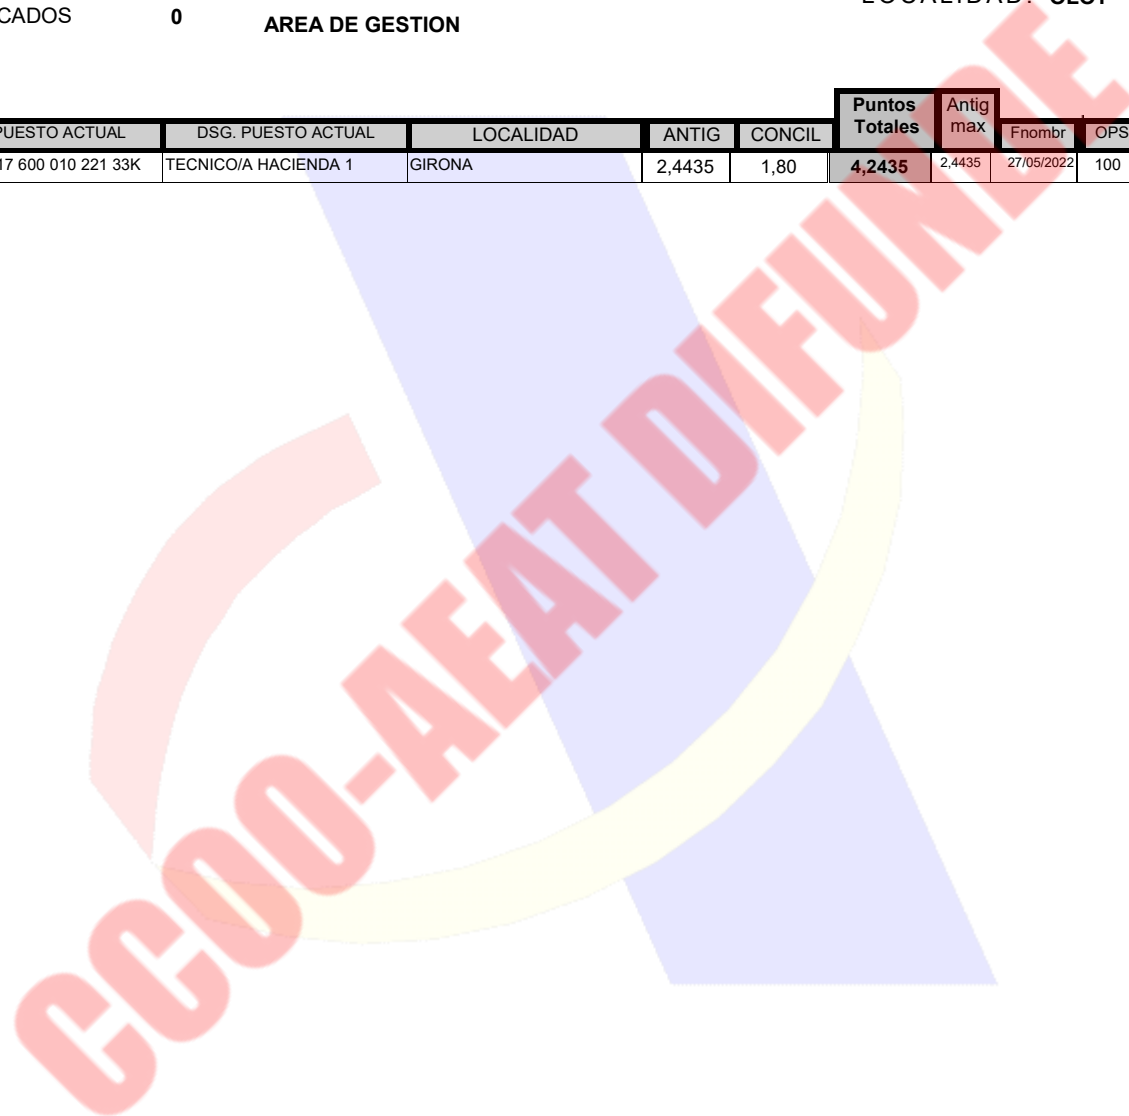 CADOS 0 AREA DE GESTION
Puntos Totales Antig max
PUESTO ACTUAL DSG. PUESTO ACTUAL LOCALIDAD ANTIG CONCIL Fnombr OPS
17 600 010 221 33K TECNICO/A HACIENDA 1 GIRONA 2,4435 1,80 4,2435 2,4435 27/05/2022 100
CCOO-AEAT DIFUNDE